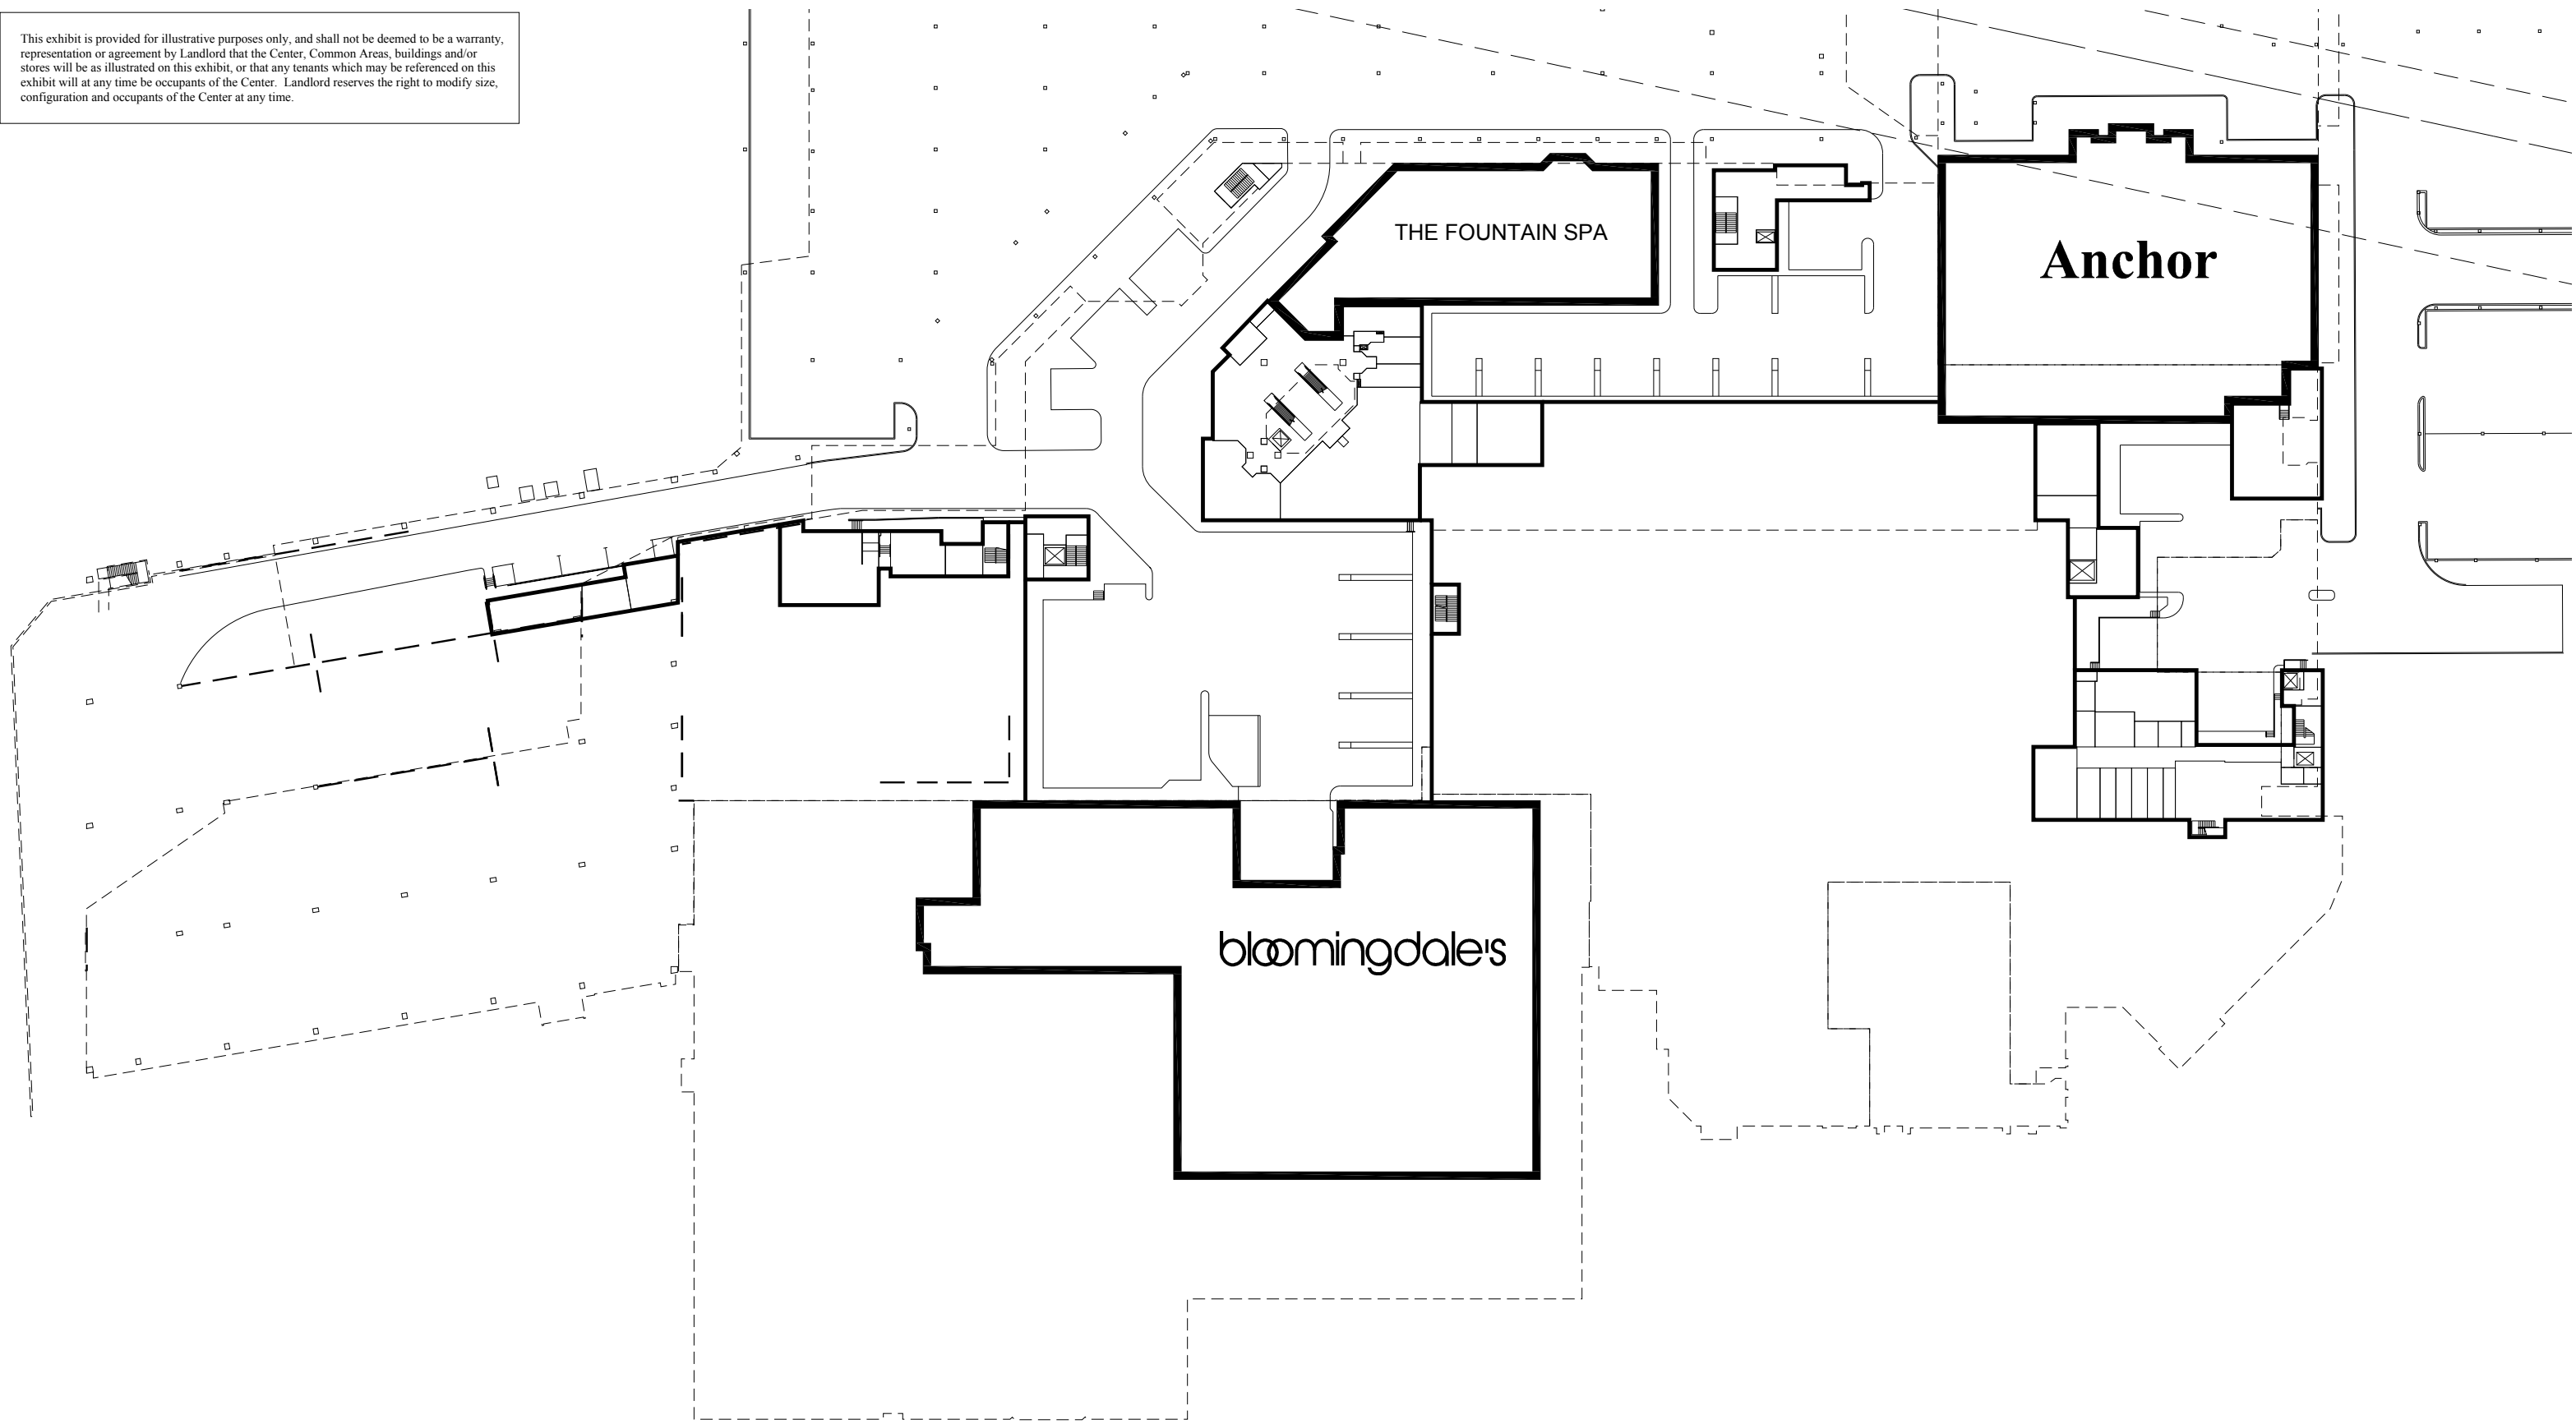 This exhibit is provided for illustrative purposes only, and shall not be deemed to be a warranty,
representation or agreement by Landlord that the Center, Common Areas, buildings and/or
stores will be as illustrated on this exhibit, or that any tenants which may be referenced on this
exhibit will at any time be occupants of the Center.  Landlord reserves the right to modify size,
configuration and occupants of the Center at any time.
THE FOUNTAIN SPA
Anchor
bloomingdale's